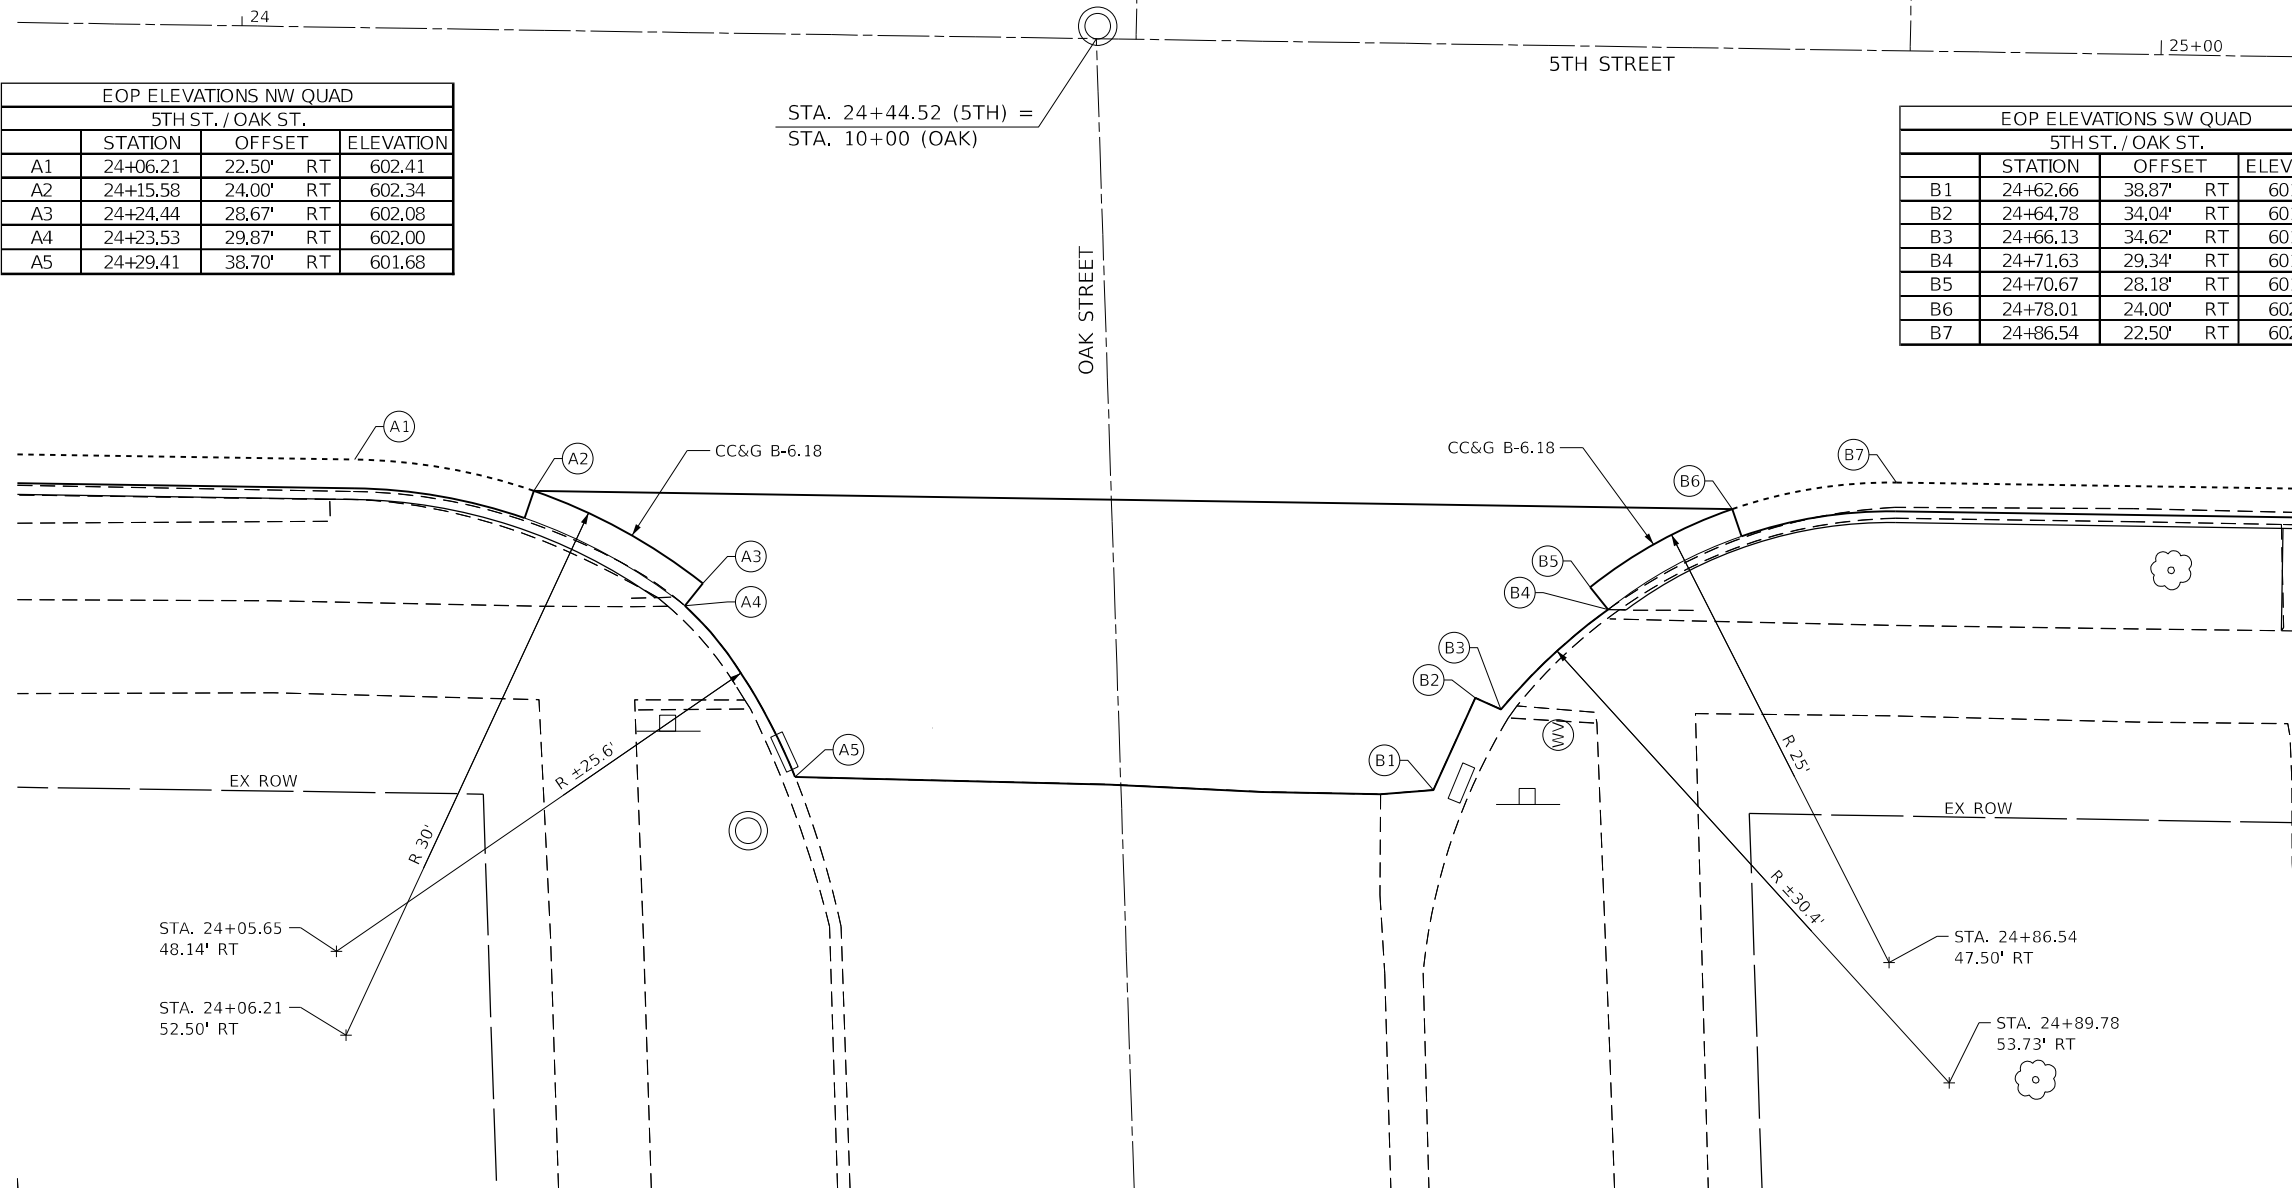 24
25+00
5TH STREET
STA. 24+44.52 (5TH) =
STA. 10+00 (OAK)
EOP ELEVATIONS NW QUAD
5TH ST. / OAK ST.
STATION OFFSET ELEVATION
A1 24+06.21 22.50' RT 602.41
A2 24+15.58 24.00' RT 602.34
A3 24+24.44 28.67' RT 602.08
A4 24+23.53 29.87' RT 602.00
A5 24+29.41 38.70' RT 601.68
EOP ELEVATIONS SW QUAD
5TH ST. / OAK ST.
STATION OFFSET
B1 24+62.66 38.87' RT
B2 24+64.78 34.04' RT
B3 24+66.13 34.62' RT
B4 24+71.63 29.34' RT
B5 24+70.67 28.18' RT
B6 24+78.01 24.00' RT
B7 24+86.54 22.50' RT
OAK STREET
A1
A2
CC&G B-6.18
A3
A4
A5
CC&G B-6.18
B7
B6
B5
B4
B3
B2
B1
W
R ±25.6'
R 30'
R 25'
R ±30.4'
EX ROW
EX ROW
STA. 24+05.65
48.14' RT
STA. 24+06.21
52.50' RT
STA. 24+86.54
47.50' RT
STA. 24+89.78
53.73' RT